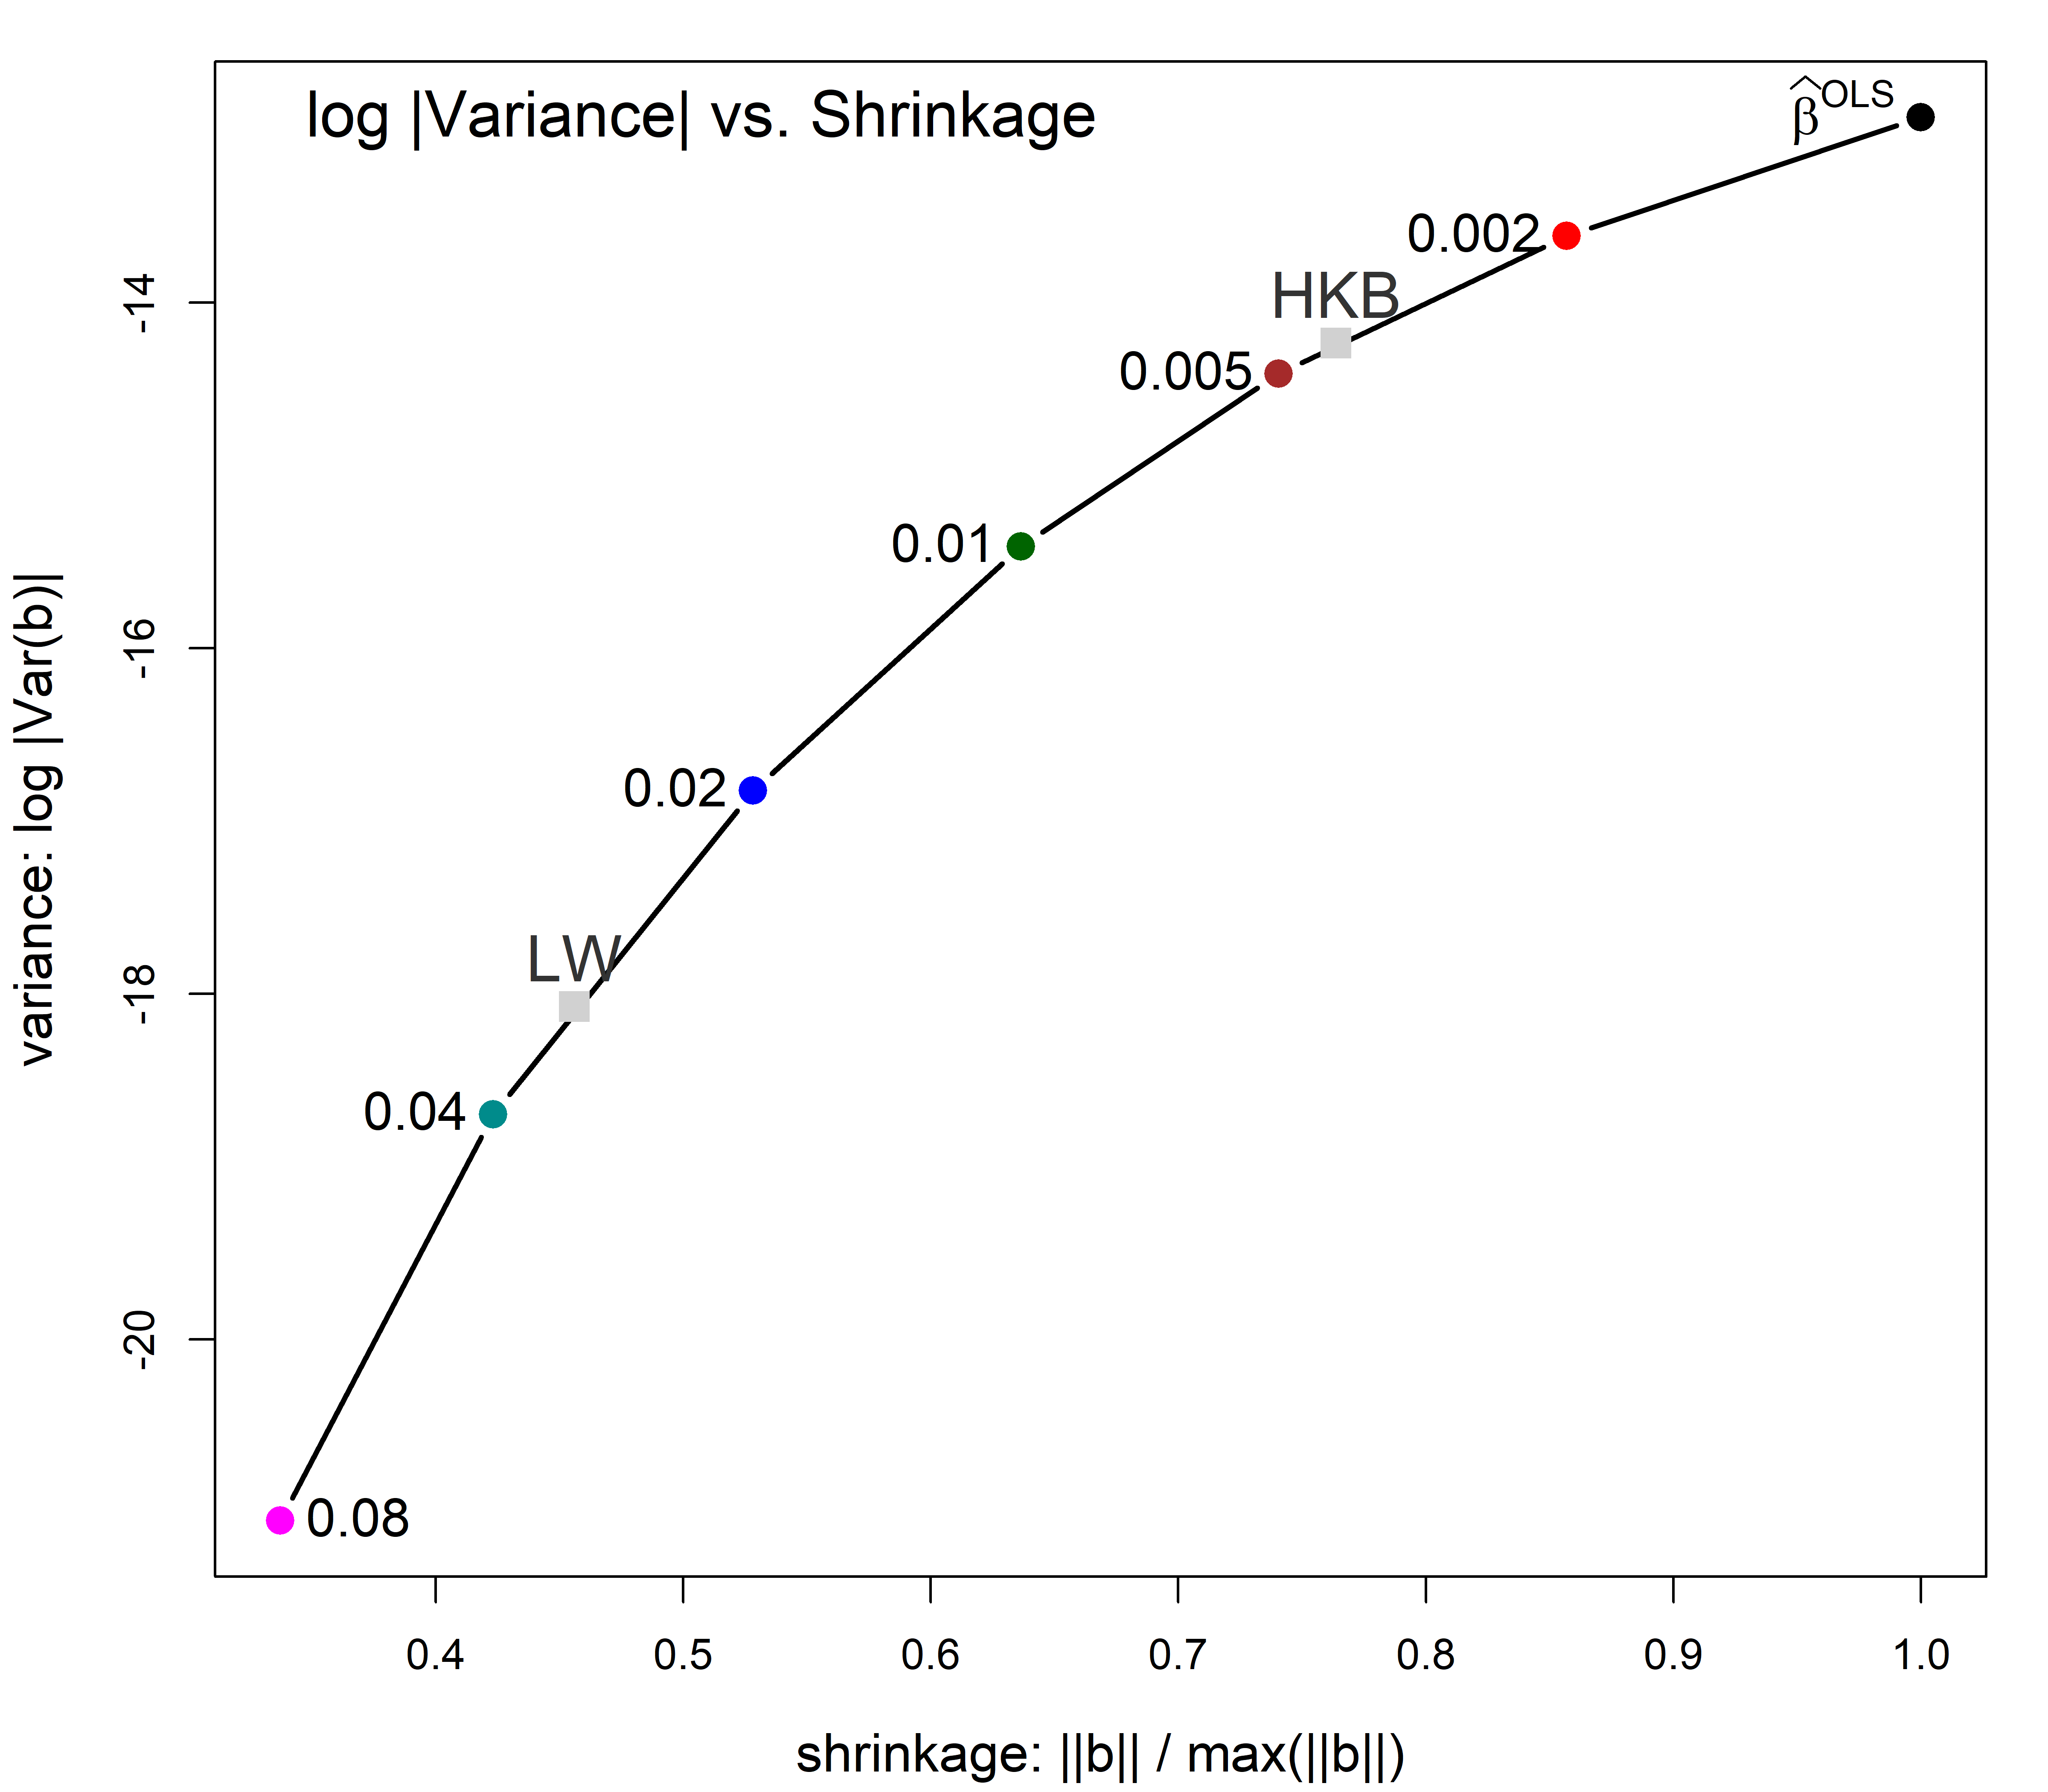 log |Variance| vs. Shrinkage
β̂OLS
0.002
HKB
0.005
0.01
0.02
LW
0.04
0.08
variance: log |Var(b)|
-14
-16
-18
-20
0.4 0.5 0.6 0.7 0.8 0.9 1.0
shrinkage: ||b|| / max(||b||)